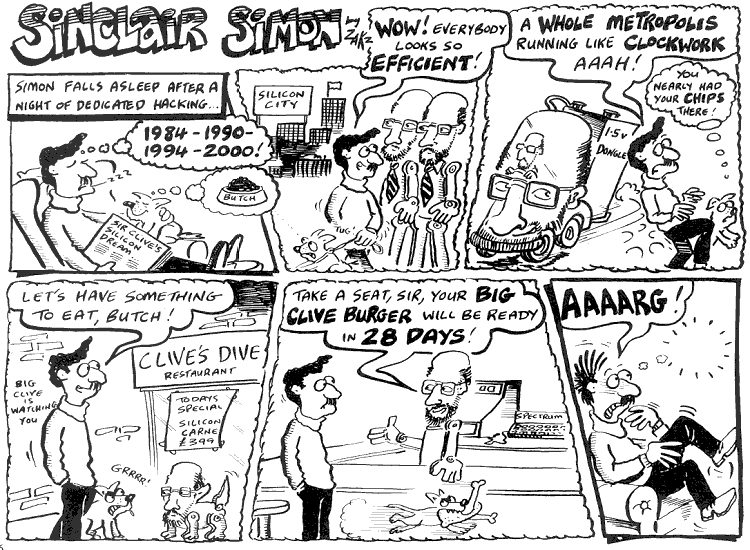 SINCLAIR SIMON
by ZAKZ
SIMON FALLS ASLEEP AFTER A
NIGHT OF DEDICATED HACKING...
1984 - 1990 -
1994 - 2000!
SIR CLIVE'S
SILICON
DREAM
BUTCH
WOW! EVERYBODY
LOOKS SO
EFFICIENT!
SILICON
CITY
TUG
A WHOLE METROPOLIS
RUNNING LIKE CLOCKWORK
AAAH!
YOU
NEARLY HAD
YOUR CHIPS
THERE!
1.5V
DONGLE
LET'S HAVE SOMETHING
TO EAT, BUTCH!
CLIVE'S DIVE
RESTAURANT
TODAYS
SPECIAL
SILICON
CARNE
£399
BIG
CLIVE
IS
WATCHING
YOU
GRRRR!
TAKE A SEAT, SIR, YOUR BIG
CLIVE BURGER WILL BE READY
IN 28 DAYS!
SPECTRUM
AAAARG!